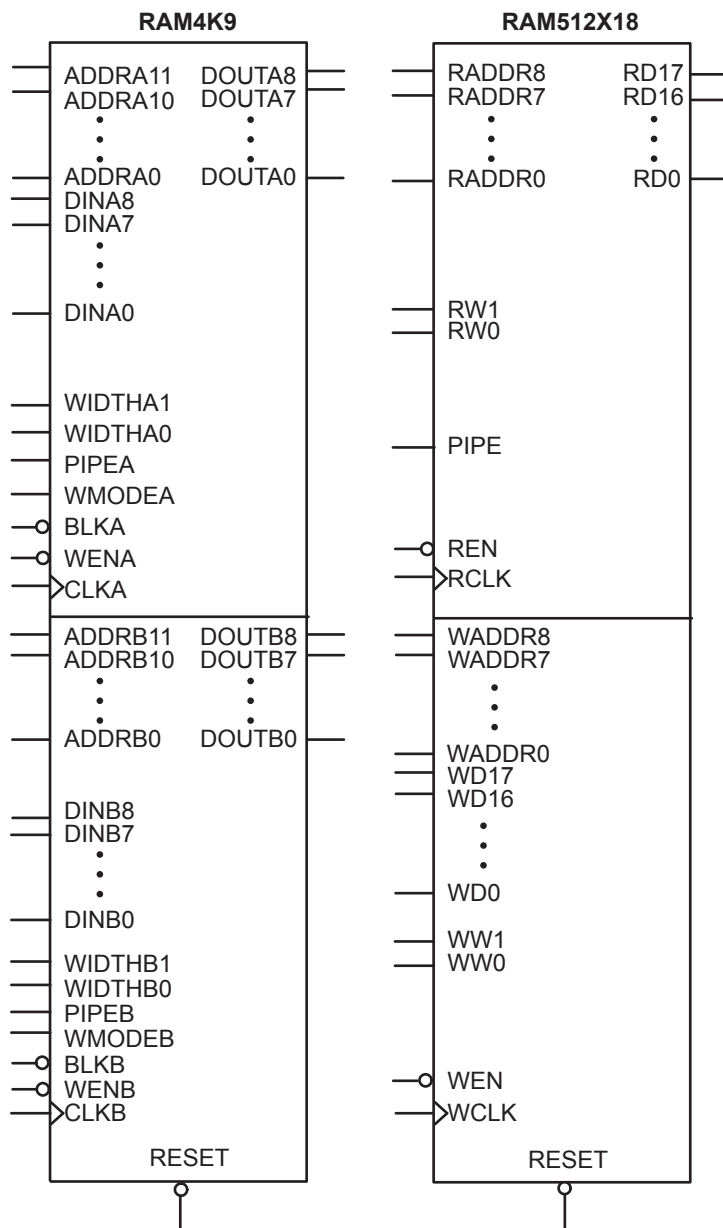 RAM4K9
ADDRA11 DOUTA8
ADDRA10 DOUTA7
ADDRA0 DOUTA0
DINA8
DINA7
DINA0
WIDTHA1
WIDTHA0
PIPEA
WMODEA
BLKA
WENA
CLKA
ADDRB11 DOUTB8
ADDRB10 DOUTB7
ADDRB0 DOUTB0
DINB8
DINB7
DINB0
WIDTHB1
WIDTHB0
PIPEB
WMODEB
BLKB
WENB
CLKB
RESET
RAM512X18
RADDR8 RD17
RADDR7 RD16
RADDR0 RD0
RW1
RW0
PIPE
REN
RCLK
WADDR8
WADDR7
WADDR0
WD17
WD16
WD0
WW1
WW0
WEN
WCLK
RESET